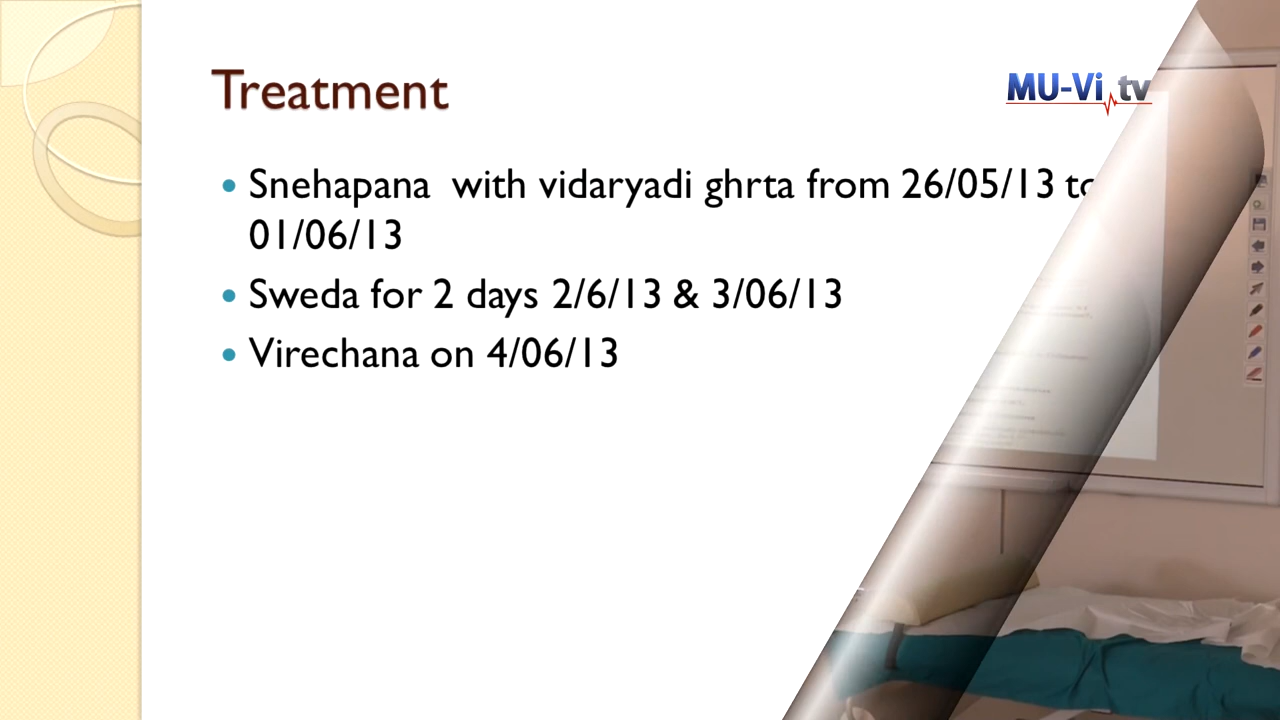 Treatment
MU-Vi tv
• Snehapana with vidaryadi ghrta from 26/05/13 to
01/06/13
• Sweda for 2 days 2/6/13 & 3/06/13
• Virechana on 4/06/13